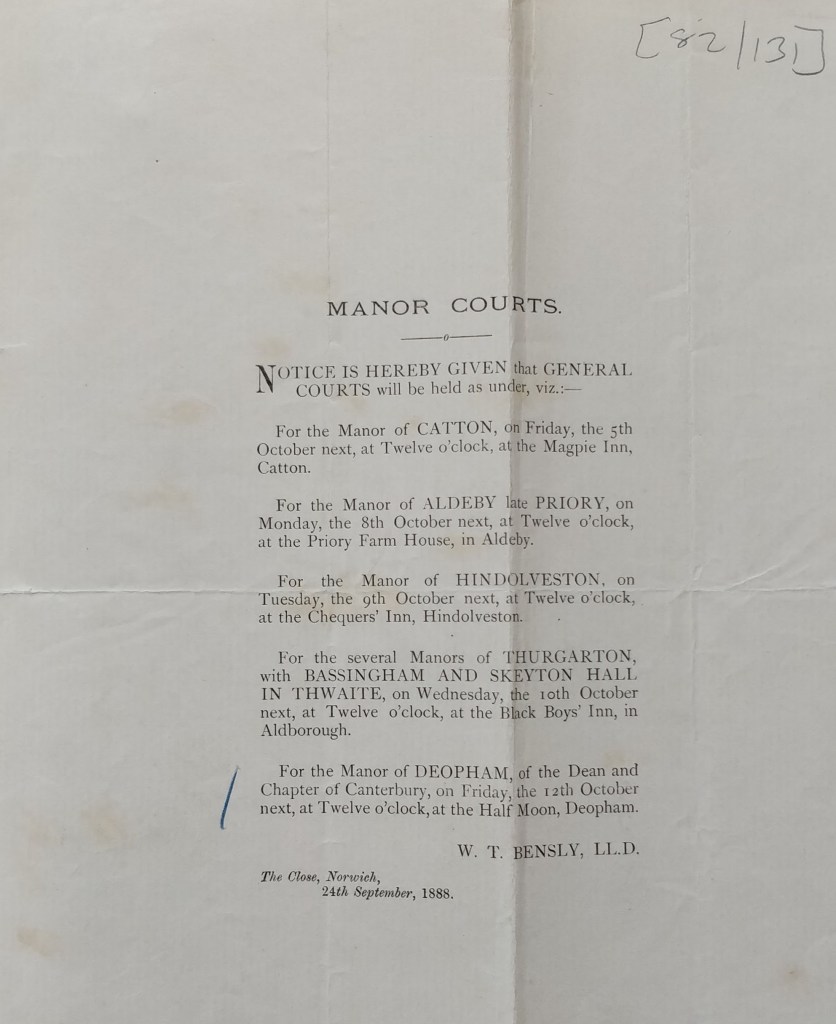 [82/131]
MANOR COURTS.
NOTICE IS HEREBY GIVEN that GENERAL
COURTS will be held as under, viz.:—
For the Manor of CATTON, on Friday, the 5th
October next, at Twelve o'clock, at the Magpie Inn,
Catton.
For the Manor of ALDEBY late PRIORY, on
Monday, the 8th October next, at Twelve o'clock,
at the Priory Farm House, in Aldeby.
For the Manor of HINDOLVESTON, on
Tuesday, the 9th October next, at Twelve o'clock,
at the Chequers' Inn, Hindolveston.
For the several Manors of THURGARTON,
with BASSINGHAM AND SKEYTON HALL
IN THWAITE, on Wednesday, the 10th October
next, at Twelve o'clock, at the Black Boys' Inn, in
Aldborough.
For the Manor of DEOPHAM, of the Dean and
Chapter of Canterbury, on Friday, the 12th October
next, at Twelve o'clock, at the Half Moon, Deopham.
W. T. BENSLY, LL.D.
The Close, Norwich,
24th September, 1888.